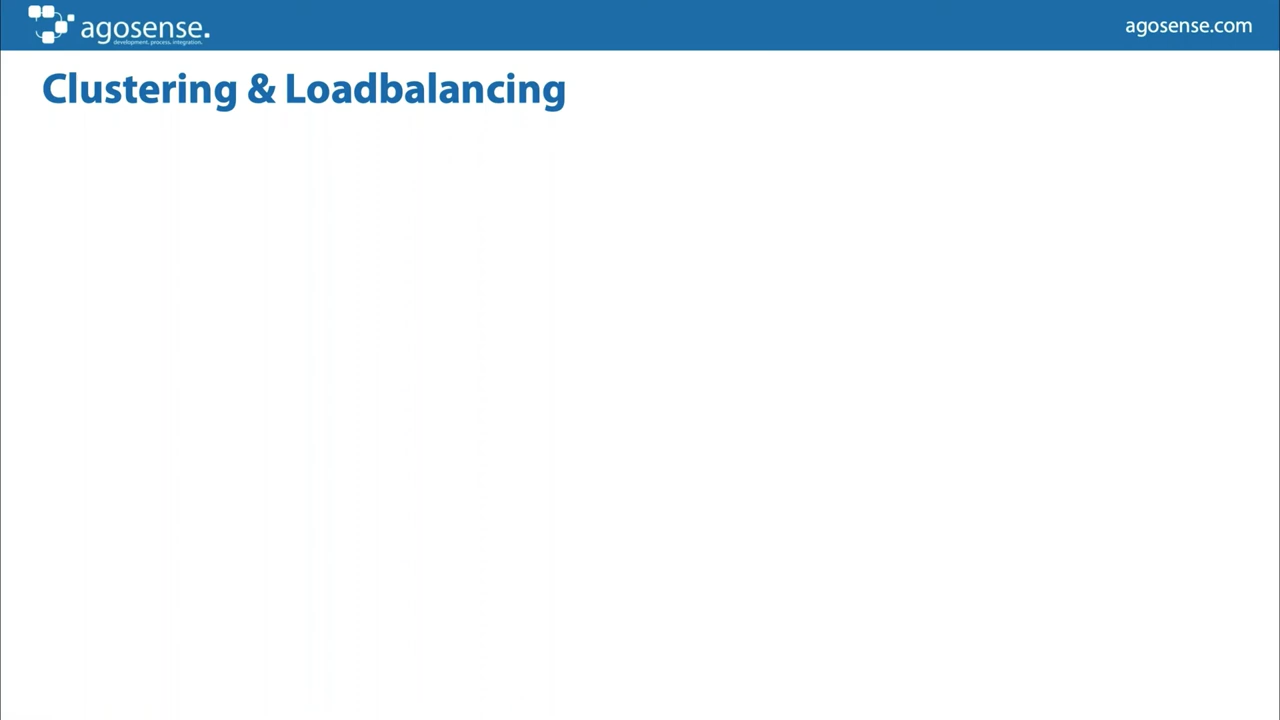 agosense.
development. process. integration.
agosense.com
Clustering & Loadbalancing